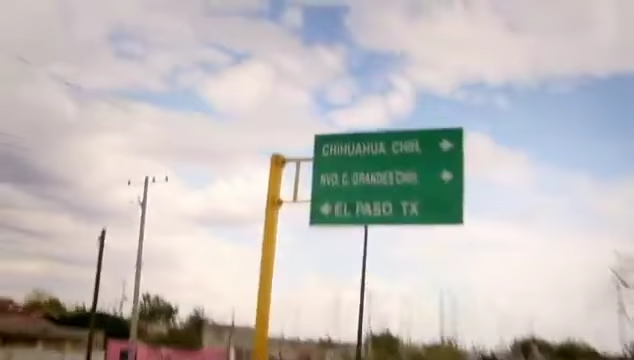 CHIHUAHUA, CHIH.
NVO. C. GRANDES CHIH.
EL PASO, TX